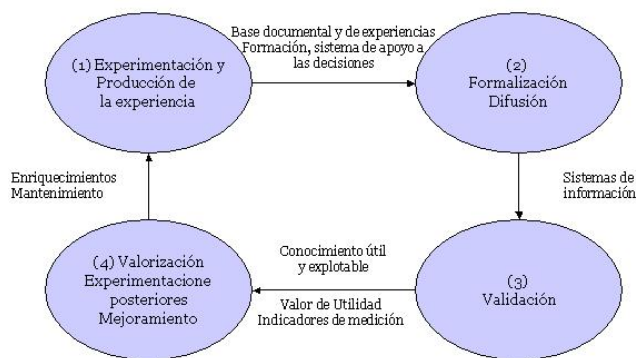 (1) Experimentación y
Producción de
la experiencia
Base documental y de experiencias
Formación, sistema de apoyo a
las decisiones
(2)
Formalización
Difusión
Sistemas de
información
(3)
Validación
Conocimiento útil
y explotable
Valor de Utilidad
Indicadores de medición
(4) Valorización
Experimentacione
posteriores
Mejoramiento
Enriquecimientos
Mantenimiento